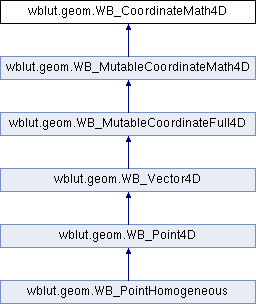 wblut.geom.WB_CoordinateMath4D
wblut.geom.WB_MutableCoordinateMath4D
wblut.geom.WB_MutableCoordinateFull4D
wblut.geom.WB_Vector4D
wblut.geom.WB_Point4D
wblut.geom.WB_PointHomogeneous